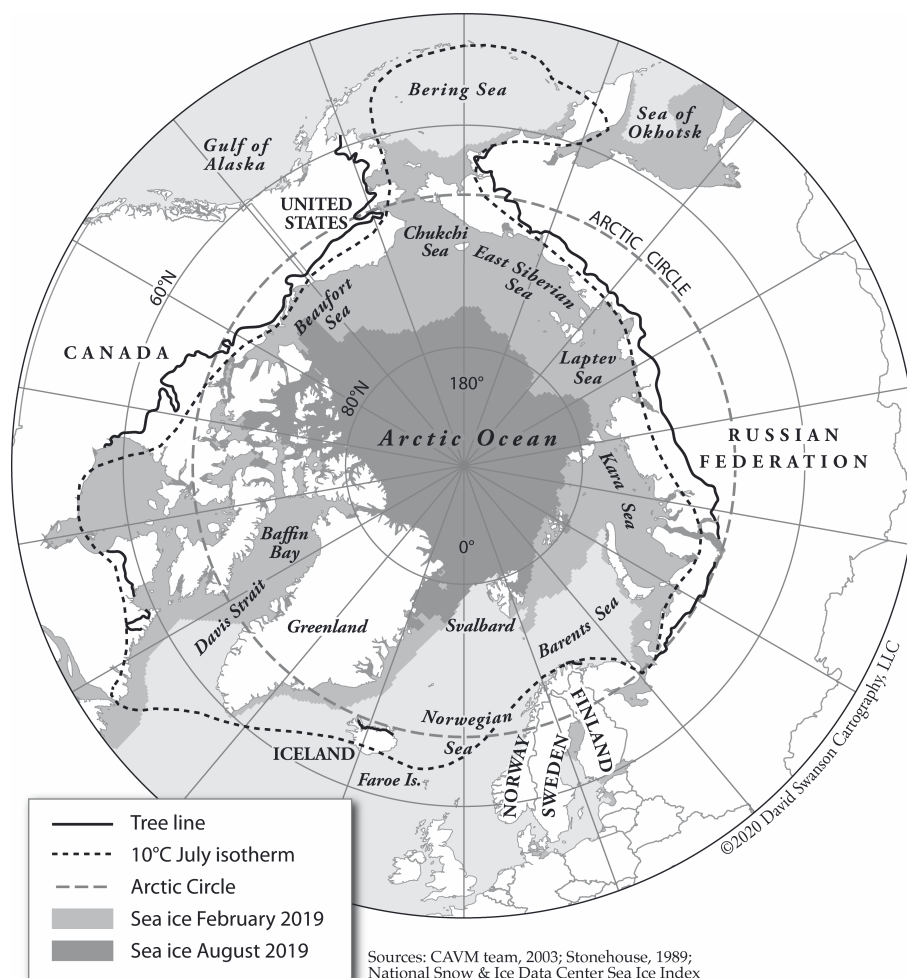 Bering Sea
Sea of
Okhotsk
Gulf of
Alaska
UNITED
STATES
Chukchi
Sea
East Siberian
Sea
ARCTIC CIRCLE
60°N
Beaufort
Sea
CANADA
Laptev
Sea
80°N
180°
Arctic Ocean
RUSSIAN
FEDERATION
Kara Sea
Baffin
Bay
0°
Davis Strait
Greenland
Svalbard
Barents Sea
Norwegian
Sea
ICELAND
Faroe Is.
NORWAY
SWEDEN
FINLAND
©2020 David Swanson Cartography, LLC
Tree line
10°C July isotherm
Arctic Circle
Sea ice February 2019
Sea ice August 2019
Sources: CAVM team, 2003; Stonehouse, 1989;
National Snow & Ice Data Center Sea Ice Index